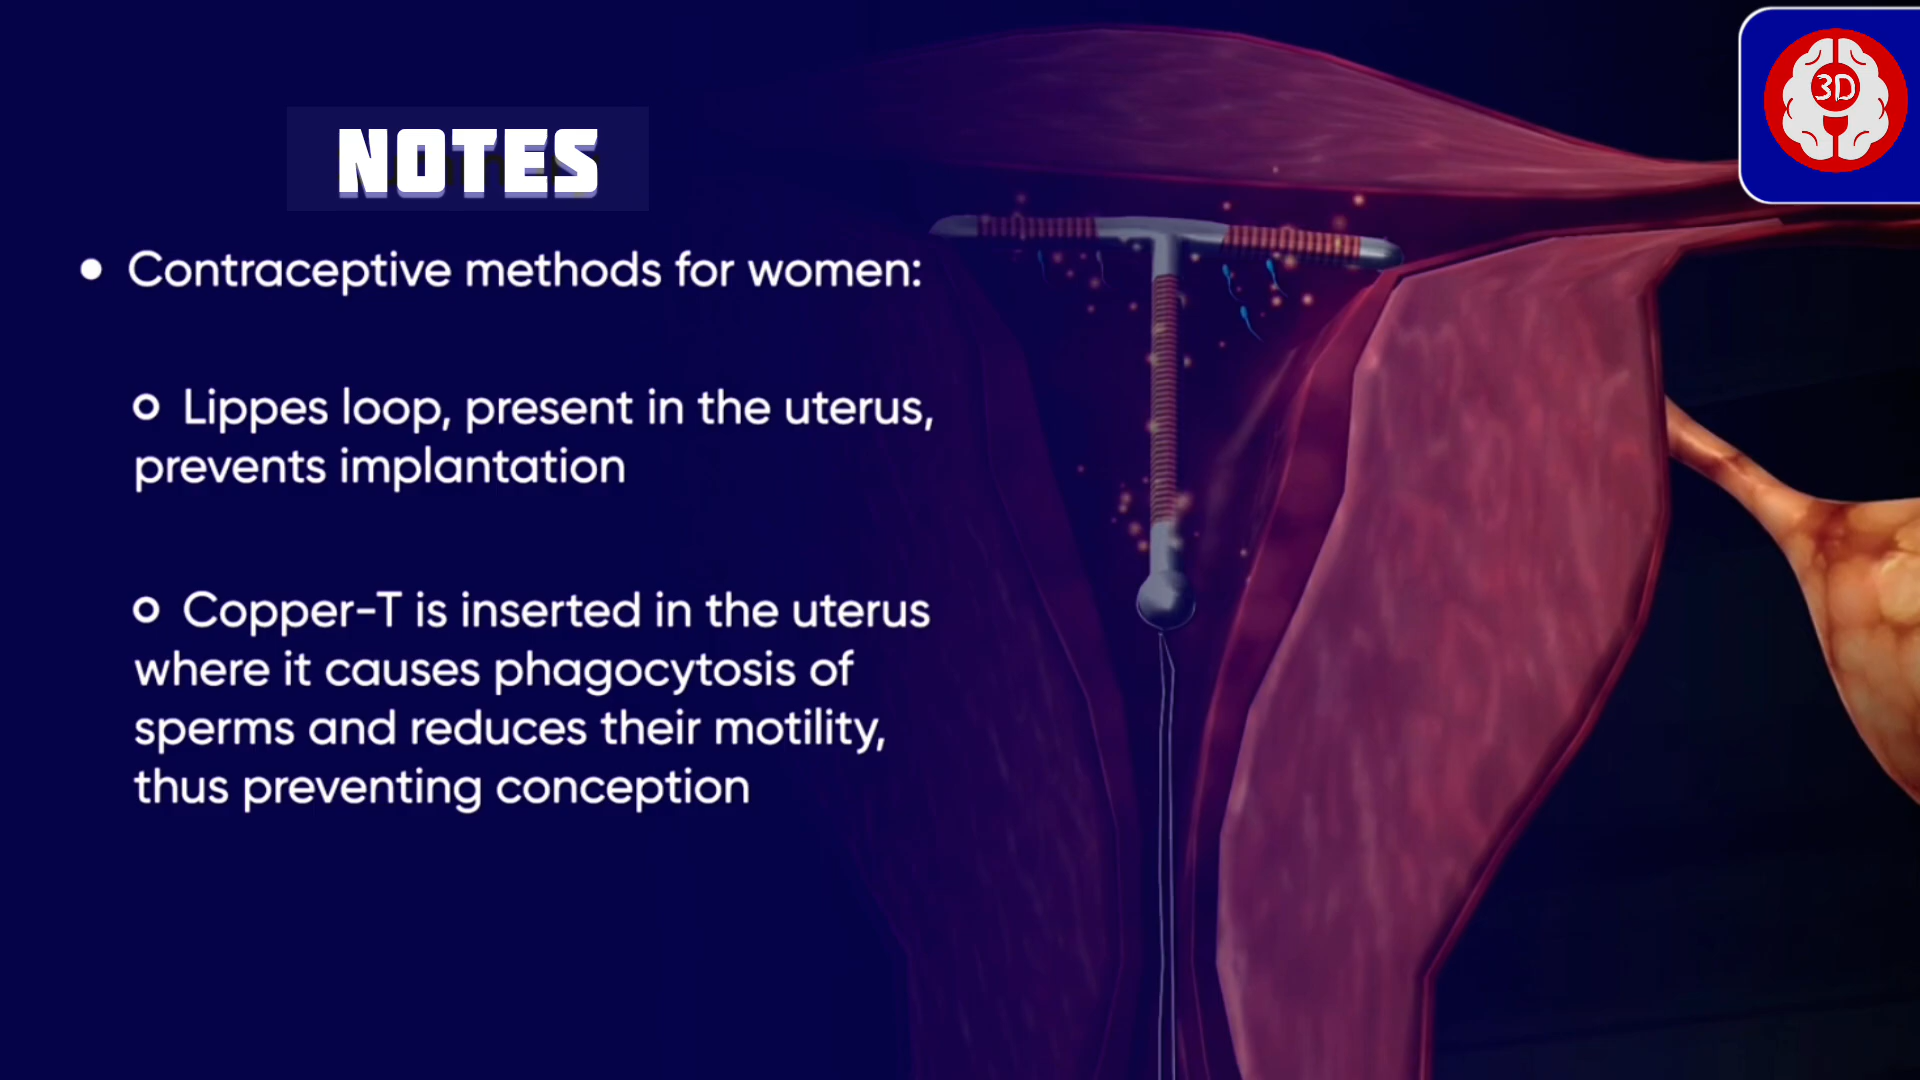 3D
NOTES
• Contraceptive methods for women:
o Lippes loop, present in the uterus,
prevents implantation
o Copper-T is inserted in the uterus
where it causes phagocytosis of
sperms and reduces their motility,
thus preventing conception